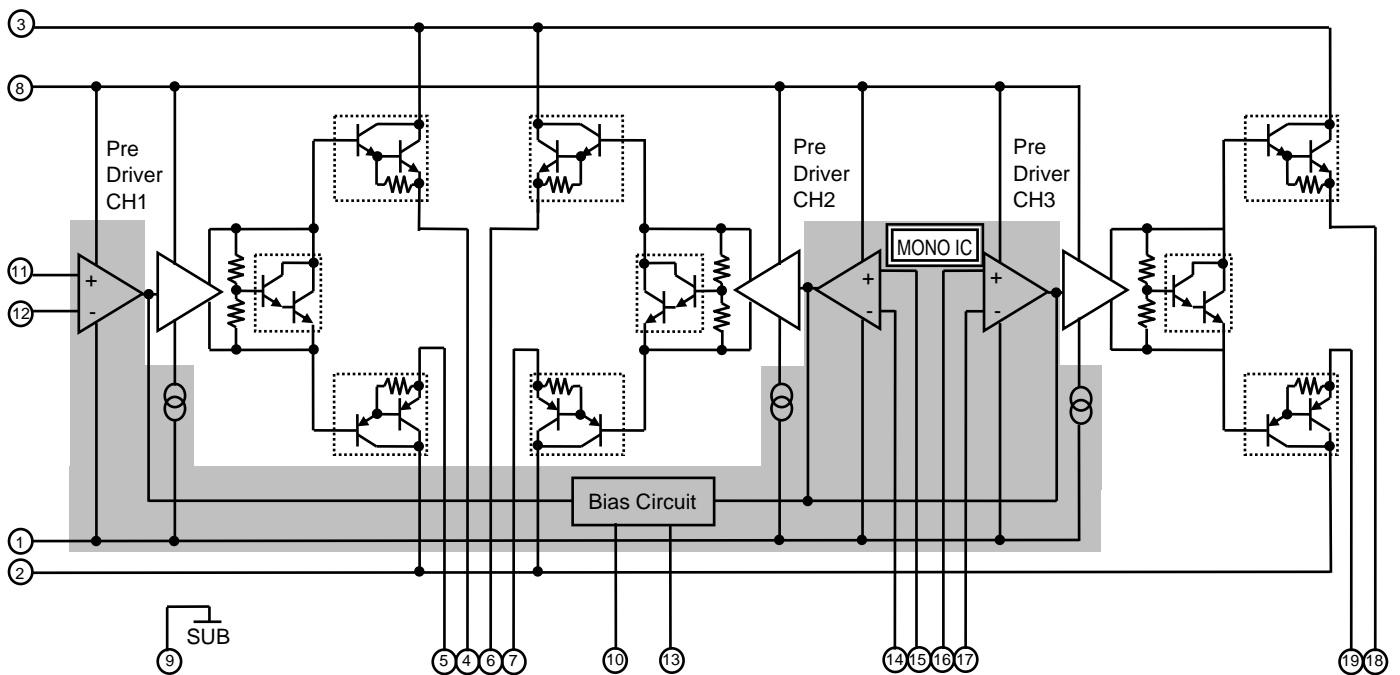 3
8
Pre
Driver
CH1
Pre
Driver
CH2
Pre
Driver
CH3
MONO IC
11
+
12
-
+
-
+
-
Bias Circuit
1
2
SUB
9
5
4
6
7
10
13
14
15
16
17
19
18